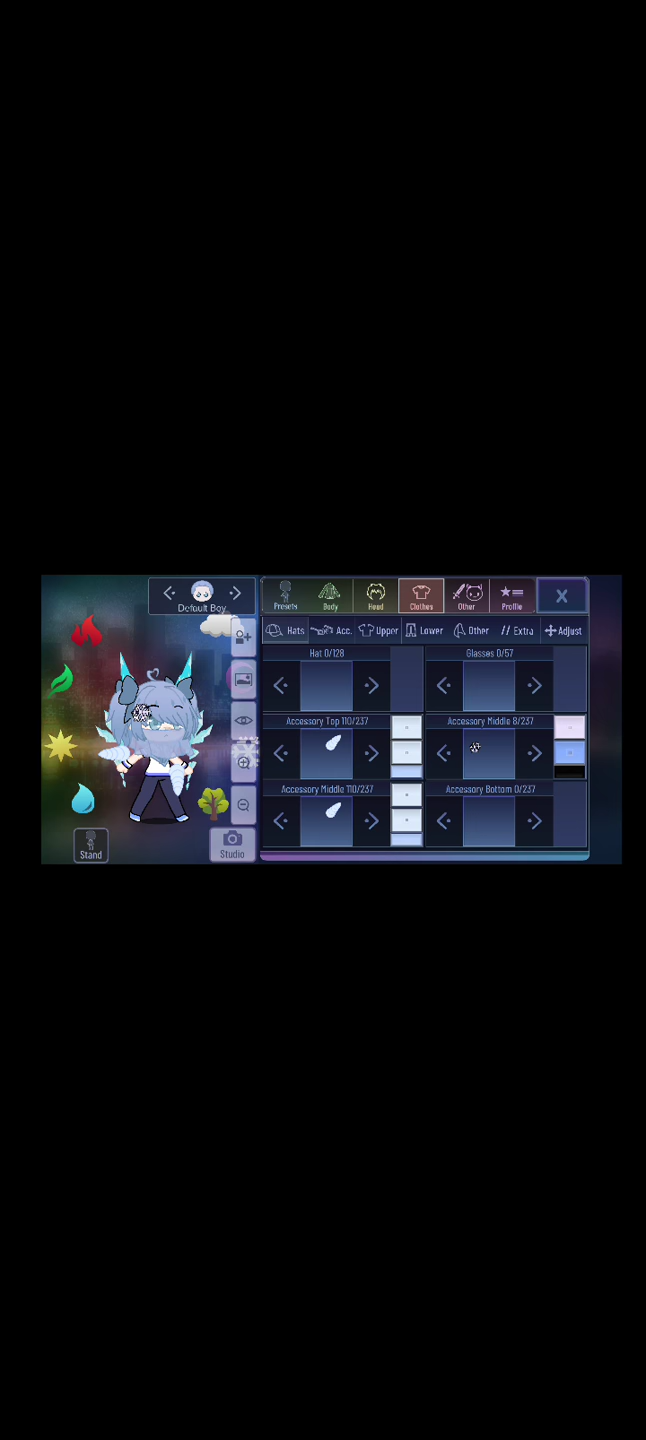 Default Boy
Presets
Body
Head
Clothes
Other
Profile
X
Hats
Acc.
Upper
Lower
Other
Extra
Adjust
Hat 0/128
Glasses 0/57
Accessory Top 110/237
Accessory Middle 8/237
Accessory Middle 110/237
Accessory Bottom 0/237
Stand
Studio